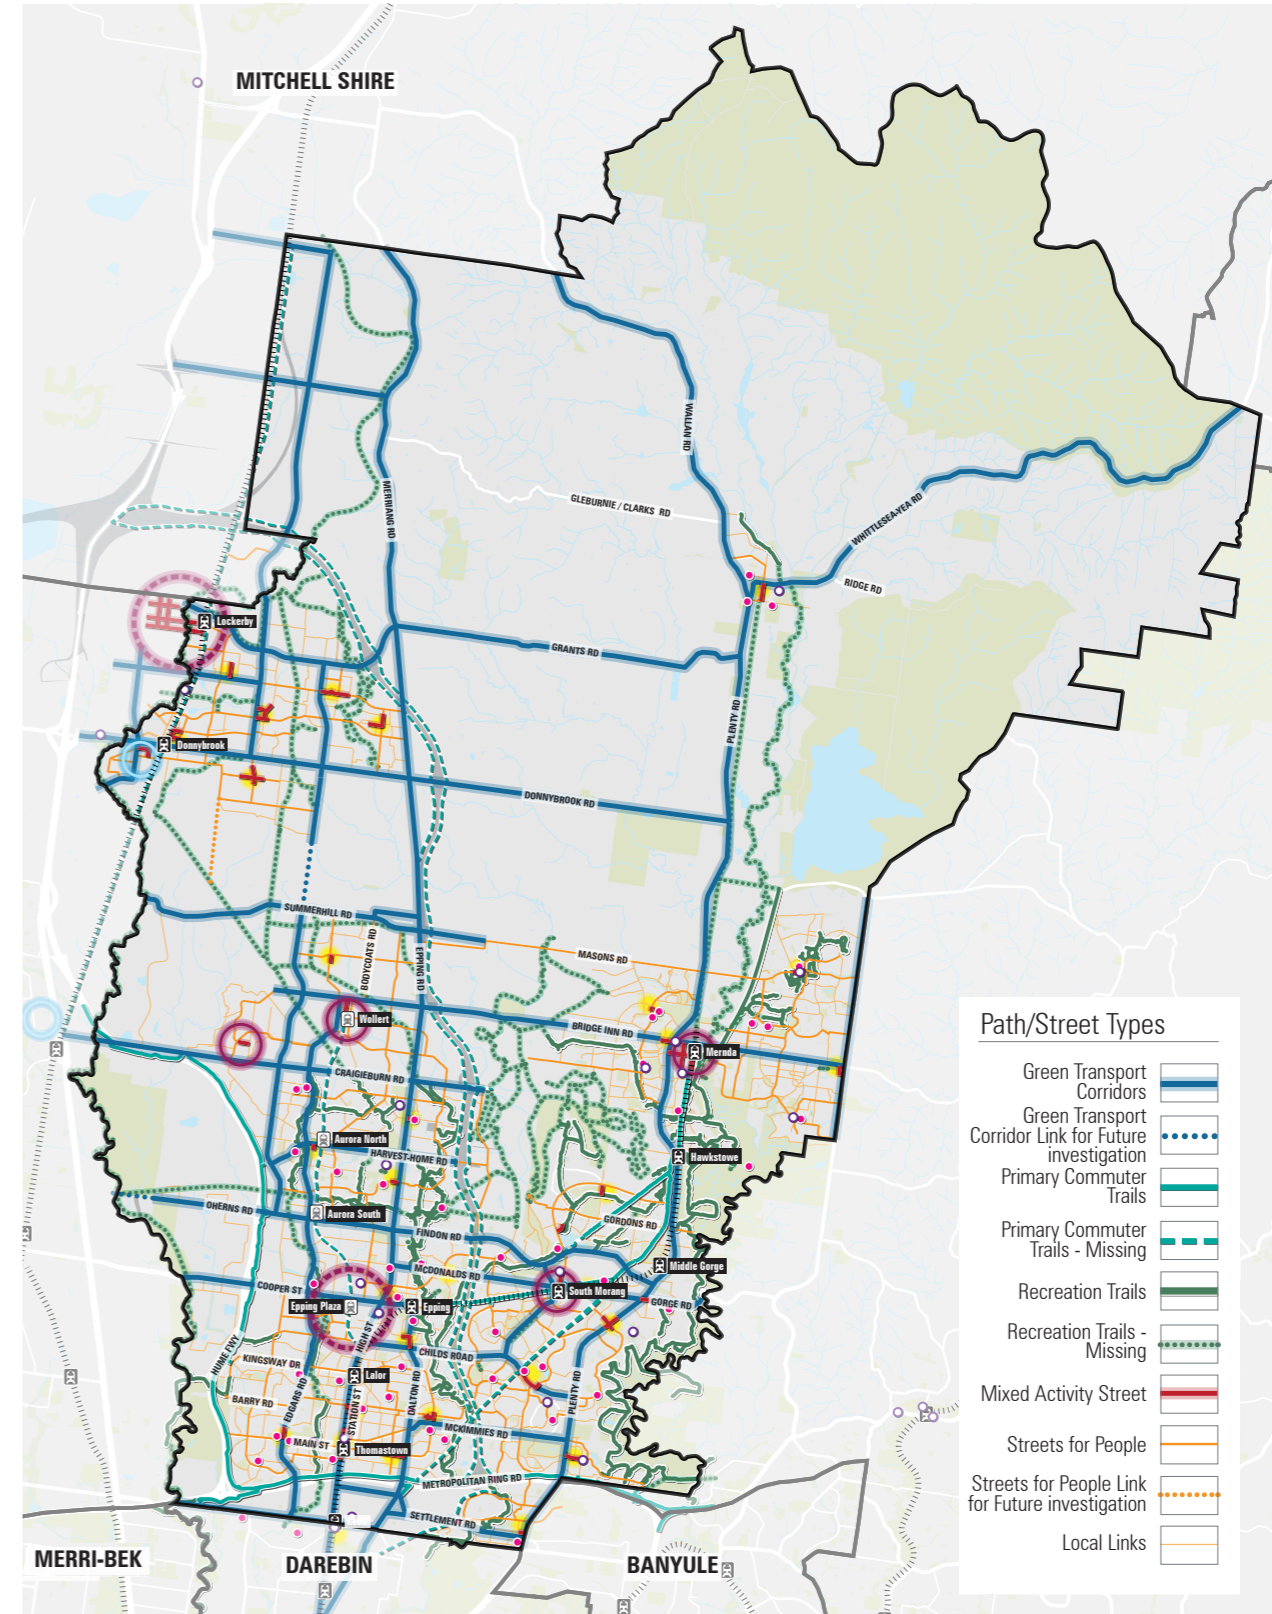 MITCHELL SHIRE
WALLAN RD
MERRIANG RD
GLEBURNIE / CLARKS RD
WHITTLESEA-YEA RD
RIDGE RD
Lockerby
GRANTS RD
PLENTY RD
Donnybrook
DONNYBROOK RD
SUMMERHILL RD
BODYCOATS RD
EPPING RD
MASONS RD
Wollert
BRIDGE INN RD
Mernda
CRAIGIEBURN RD
Aurora North
HARVEST-HOME RD
Hawkstowe
OHERNS RD
Aurora South
GORDONS RD
FINDON RD
MCDONALDS RD
Middle Gorge
COOPER ST
South Morang
Epping Plaza
Epping
GORGE RD
HIGH ST
HUME FWY
KINGSWAY DR
CHILDS ROAD
Lalor
EDGARS RD
STATION ST
DALTON RD
PLENTY RD
BARRY RD
MCKIMMIES RD
MAIN ST
Thomastown
METROPOLITAN RING RD
SETTLEMENT RD
MERRI-BEK
DAREBIN
BANYULE
Path/Street Types
Green Transport
Corridors
Green Transport
Corridor Link for Future
investigation
Primary Commuter
Trails
Primary Commuter
Trails - Missing
Recreation Trails
Recreation Trails -
Missing
Mixed Activity Street
Streets for People
Streets for People Link
for Future investigation
Local Links